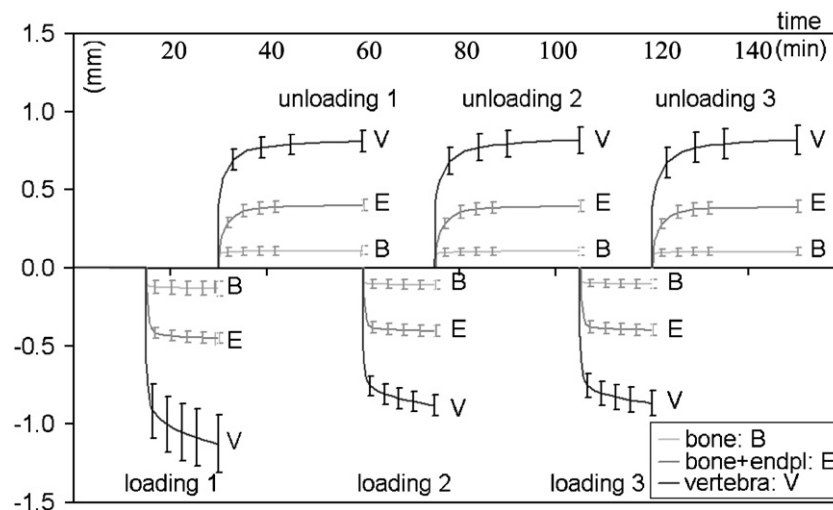 time
1.5
20 40 60 80 100 120 140 (min)
(mm)
unloading 1 unloading 2 unloading 3
1.0
V V V
0.5
E E E
B B B
0.0
B B B
E E E
-0.5
V V V
-1.0
bone: B
bone+endpl: E
vertebra: V
loading 1 loading 2 loading 3
-1.5